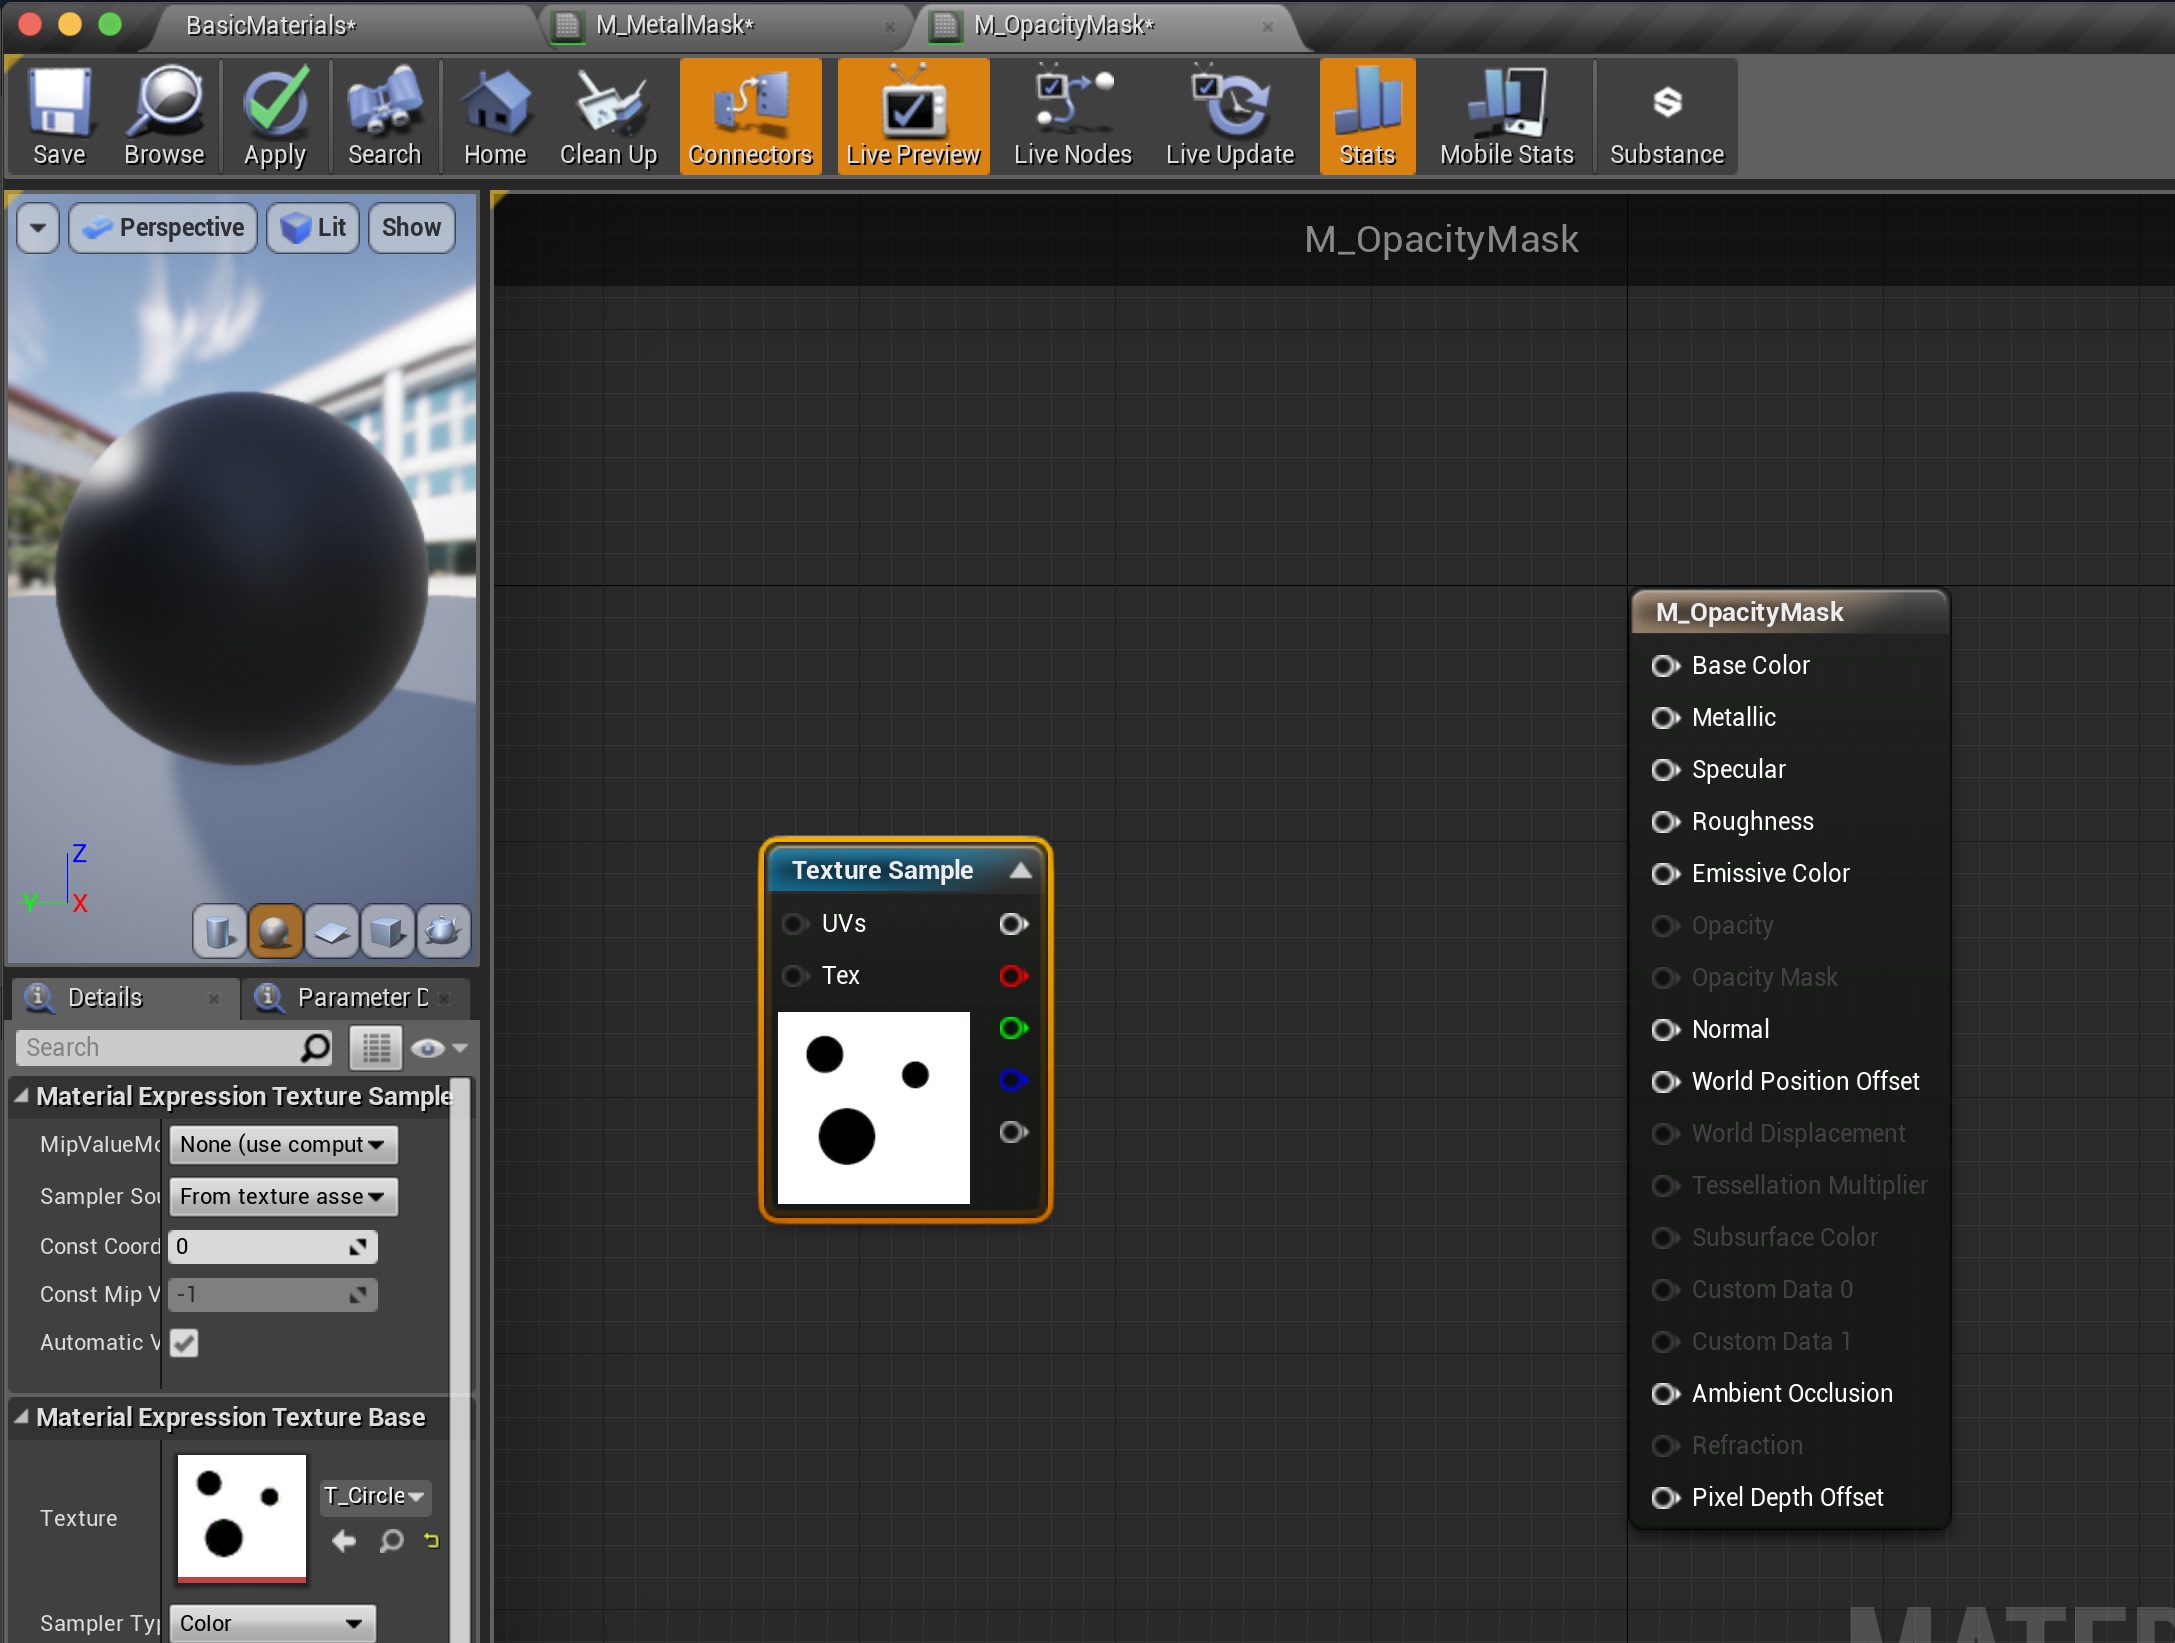 BasicMaterials*
M_MetalMask*
M_OpacityMask*
Save
Browse
Apply
Search
Home
Clean Up
Connectors
Live Preview
Live Nodes
Live Update
Stats
Mobile Stats
Substance
Perspective
Lit
Show
M_OpacityMask
Z
Y
X
Details
Parameter D
Search
Material Expression Texture Sample
MipValueMo
None (use comput
Sampler Sou
From texture asse
Const Coord
0
Const Mip V
-1
Automatic V
Material Expression Texture Base
Texture
T_Circle
Sampler Typ
Color
Texture Sample
UVs
Tex
M_OpacityMask
Base Color
Metallic
Specular
Roughness
Emissive Color
Opacity
Opacity Mask
Normal
World Position Offset
World Displacement
Tessellation Multiplier
Subsurface Color
Custom Data 0
Custom Data 1
Ambient Occlusion
Refraction
Pixel Depth Offset
MATER